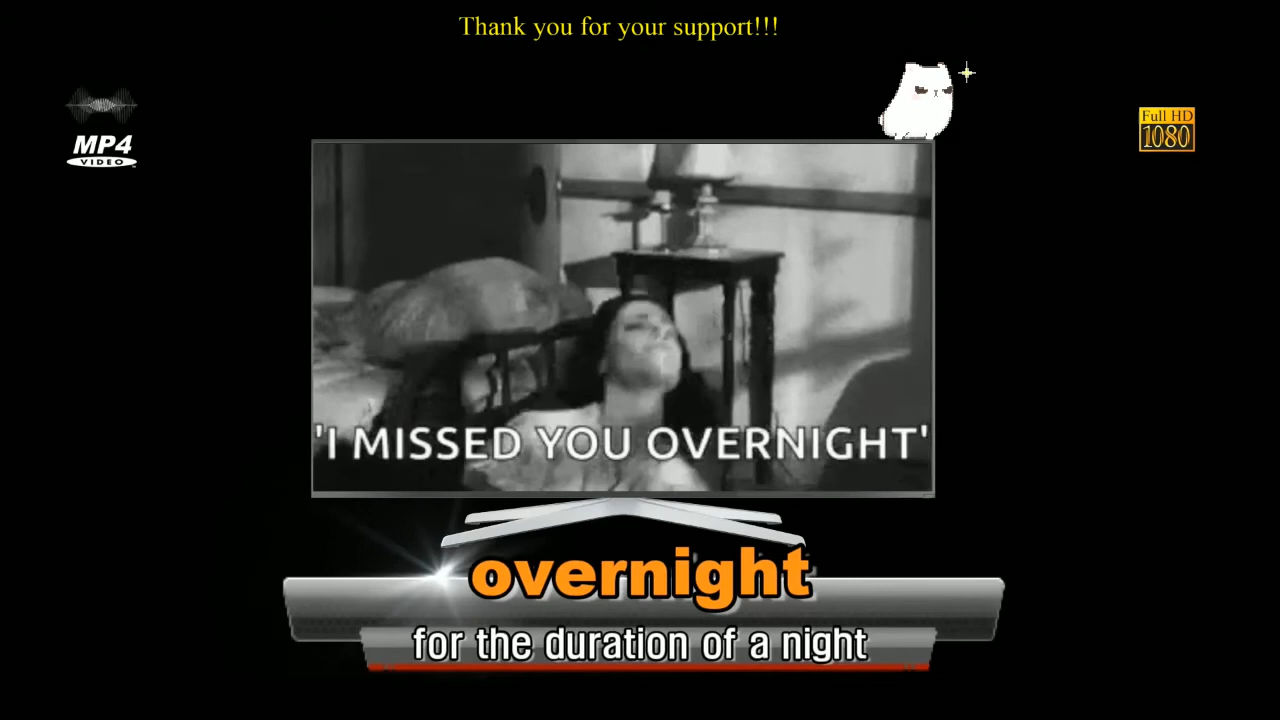 Thank you for your support!!!
MP4
VIDEO
Full HD
1080
'I MISSED YOU OVERNIGHT'
overnight
for the duration of a night